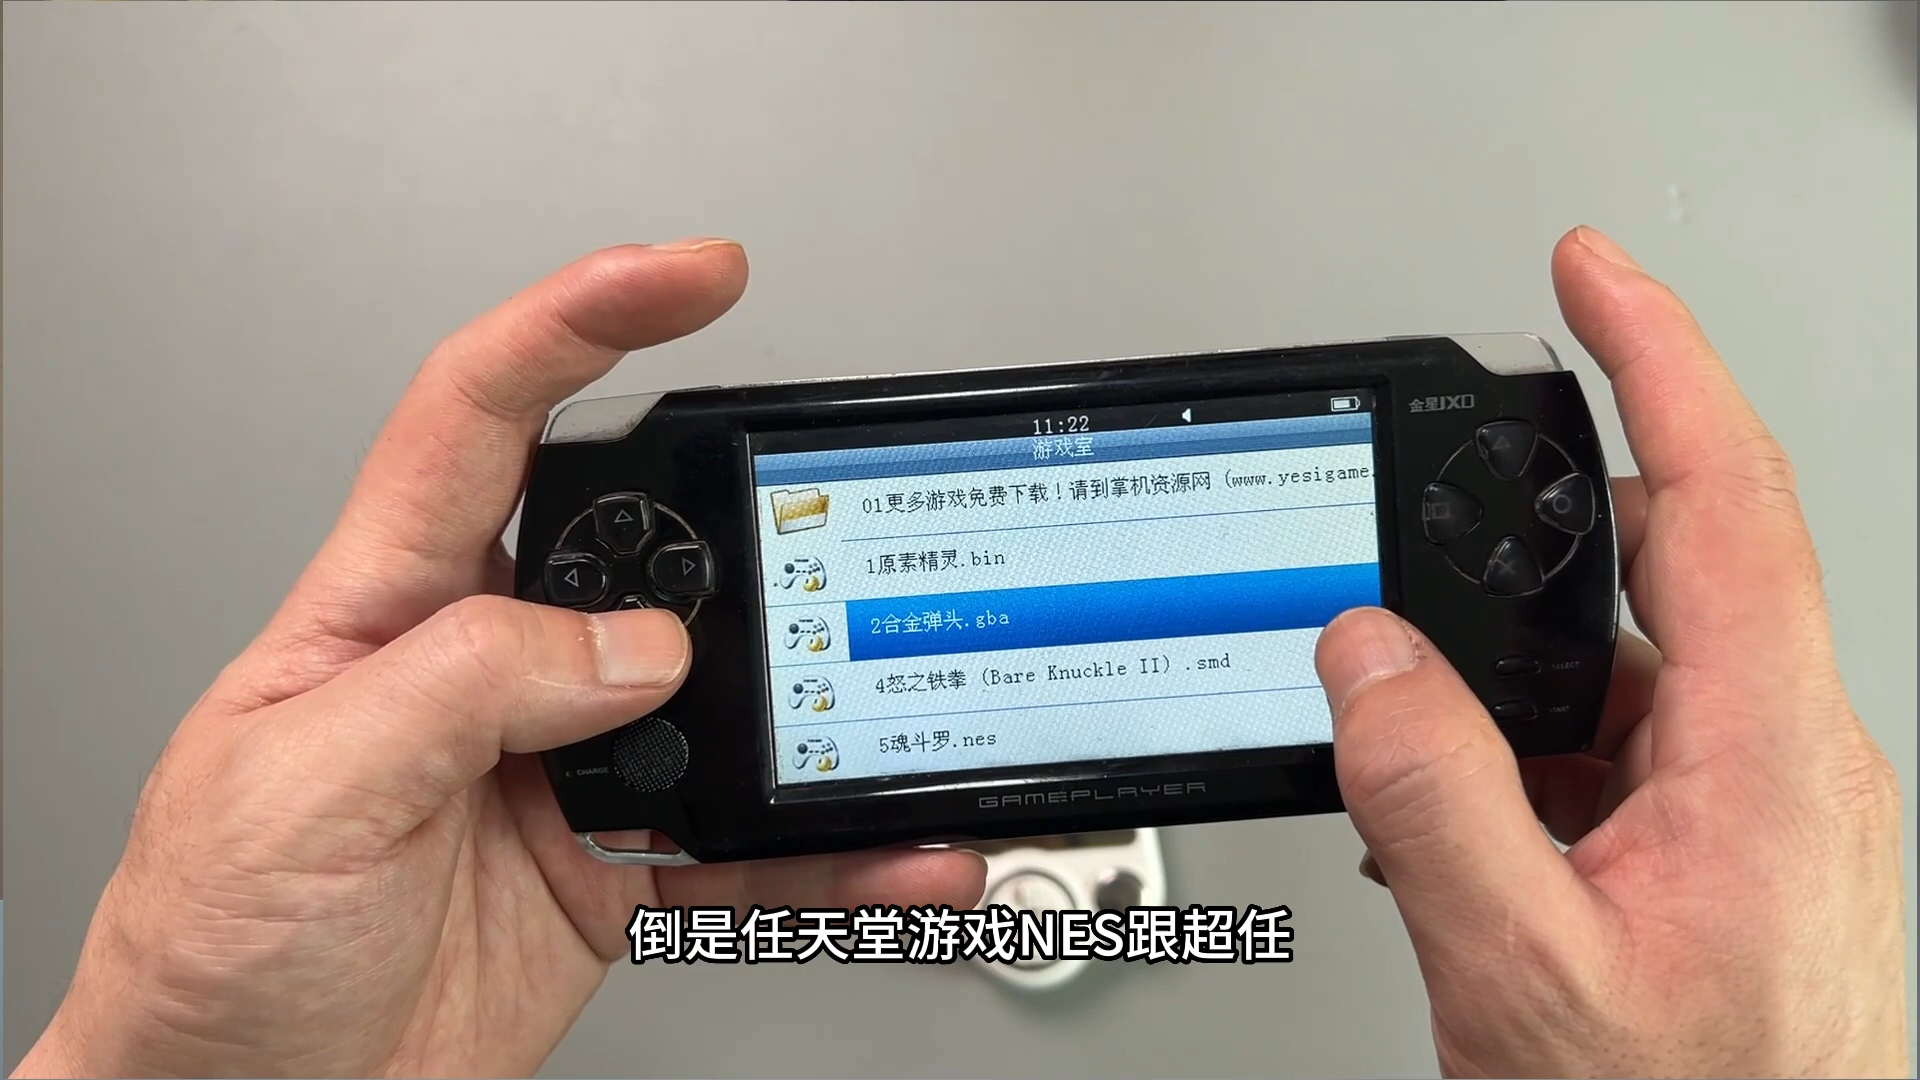 金星JXD
11:22
游戏室
01更多游戏免费下载！请到掌机资源网（www.yesigame.
1原素精灵.bin
2合金弹头.gba
4怒之铁拳（Bare Knuckle II）.smd
5魂斗罗.nes
SELECT
START
CHARGE
GAMEPLAYER
倒是任天堂游戏NES跟超任